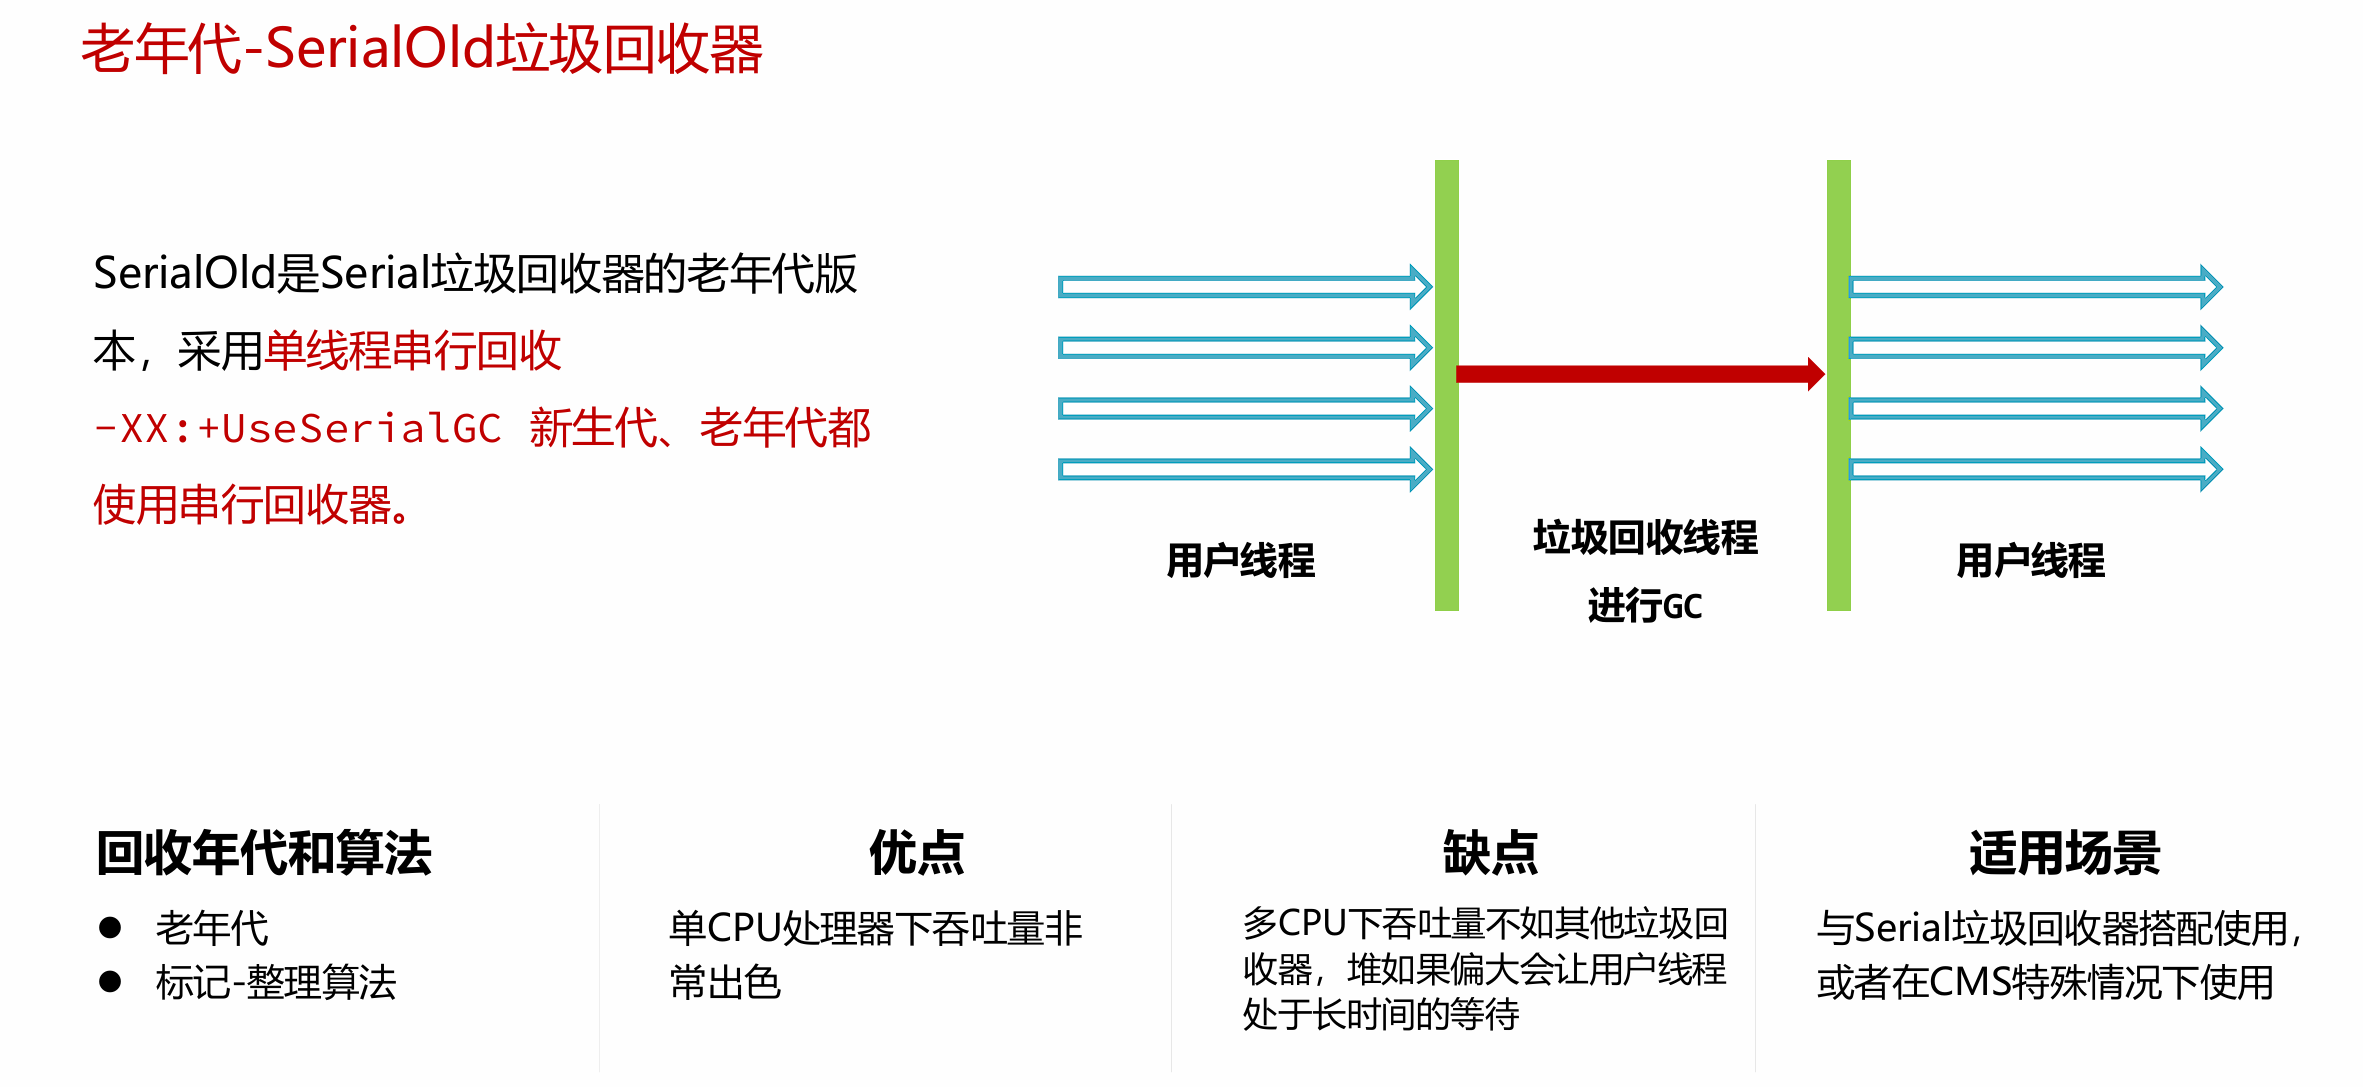 老年代-SerialOld垃圾回收器
SerialOld是Serial垃圾回收器的老年代版
本，采用单线程串行回收
-XX:+UseSerialGC 新生代、老年代都
使用串行回收器。
用户线程
垃圾回收线程
进行GC
用户线程
回收年代和算法
● 老年代
● 标记-整理算法
优点
单CPU处理器下吞吐量非
常出色
缺点
多CPU下吞吐量不如其他垃圾回
收器，堆如果偏大会让用户线程
处于长时间的等待
适用场景
与Serial垃圾回收器搭配使用，
或者在CMS特殊情况下使用